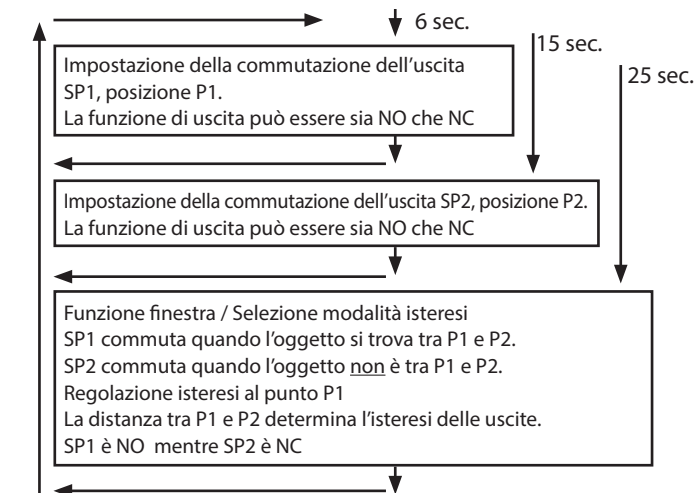 6 sec.
15 sec.
25 sec.
Impostazione della commutazione dell’uscita
SP1, posizione P1.
La funzione di uscita può essere sia NO che NC
Impostazione della commutazione dell’uscita SP2, posizione P2.
La funzione di uscita può essere sia NO che NC
Funzione finestra / Selezione modalità isteresi
SP1 commuta quando l’oggetto si trova tra P1 e P2.
SP2 commuta quando l’oggetto non è tra P1 e P2.
Regolazione isteresi al punto P1
La distanza tra P1 e P2 determina l’isteresi delle uscite.
SP1 è NO mentre SP2 è NC